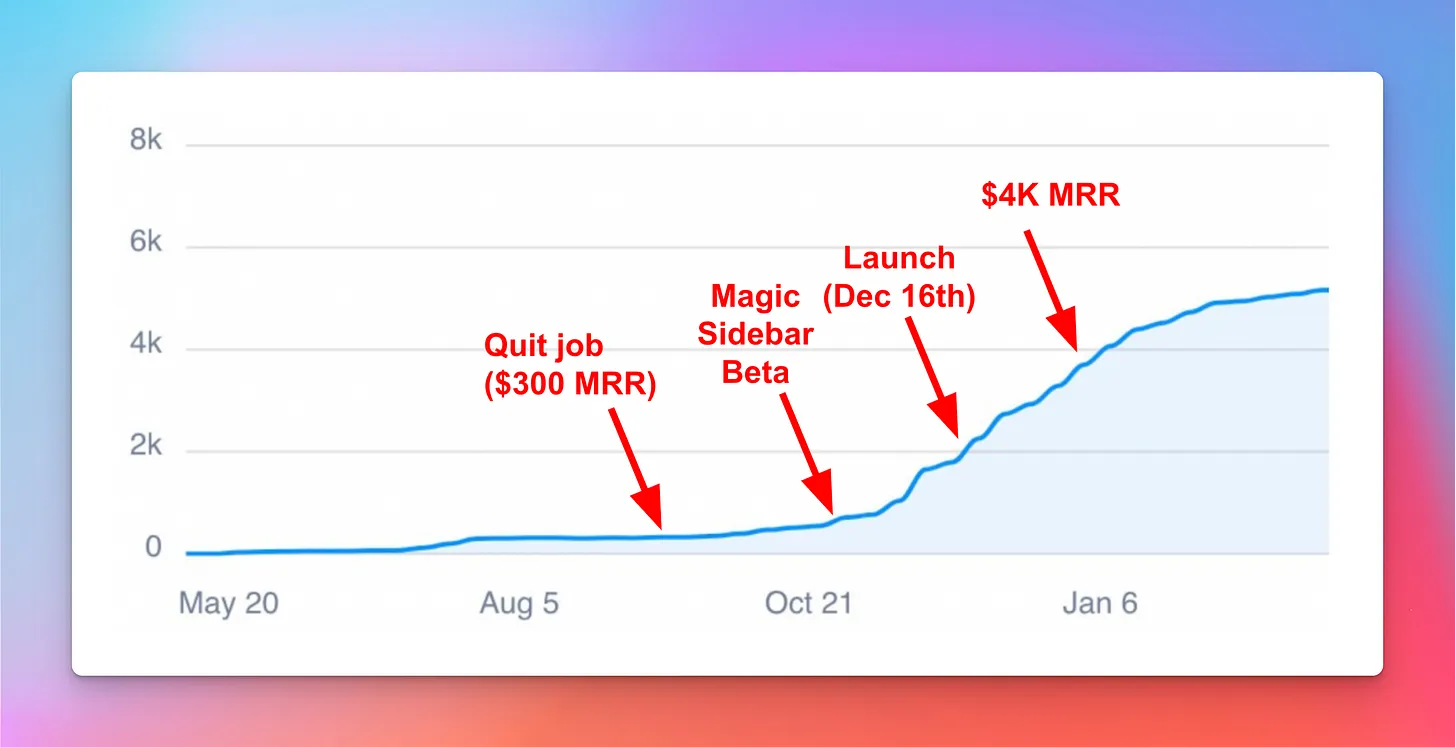 8k
6k
4k
2k
0
$4K MRR
Launch
(Dec 16th)
Magic
Sidebar
Beta
Quit job
($300 MRR)
May 20
Aug 5
Oct 21
Jan 6